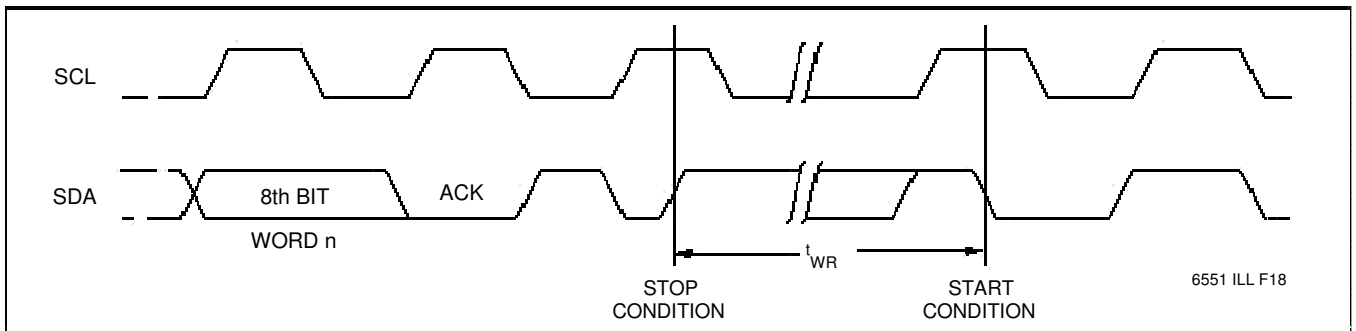 SCL
SDA
8th BIT
ACK
WORD n
tWR
STOP
CONDITION
START
CONDITION
6551 ILL F18